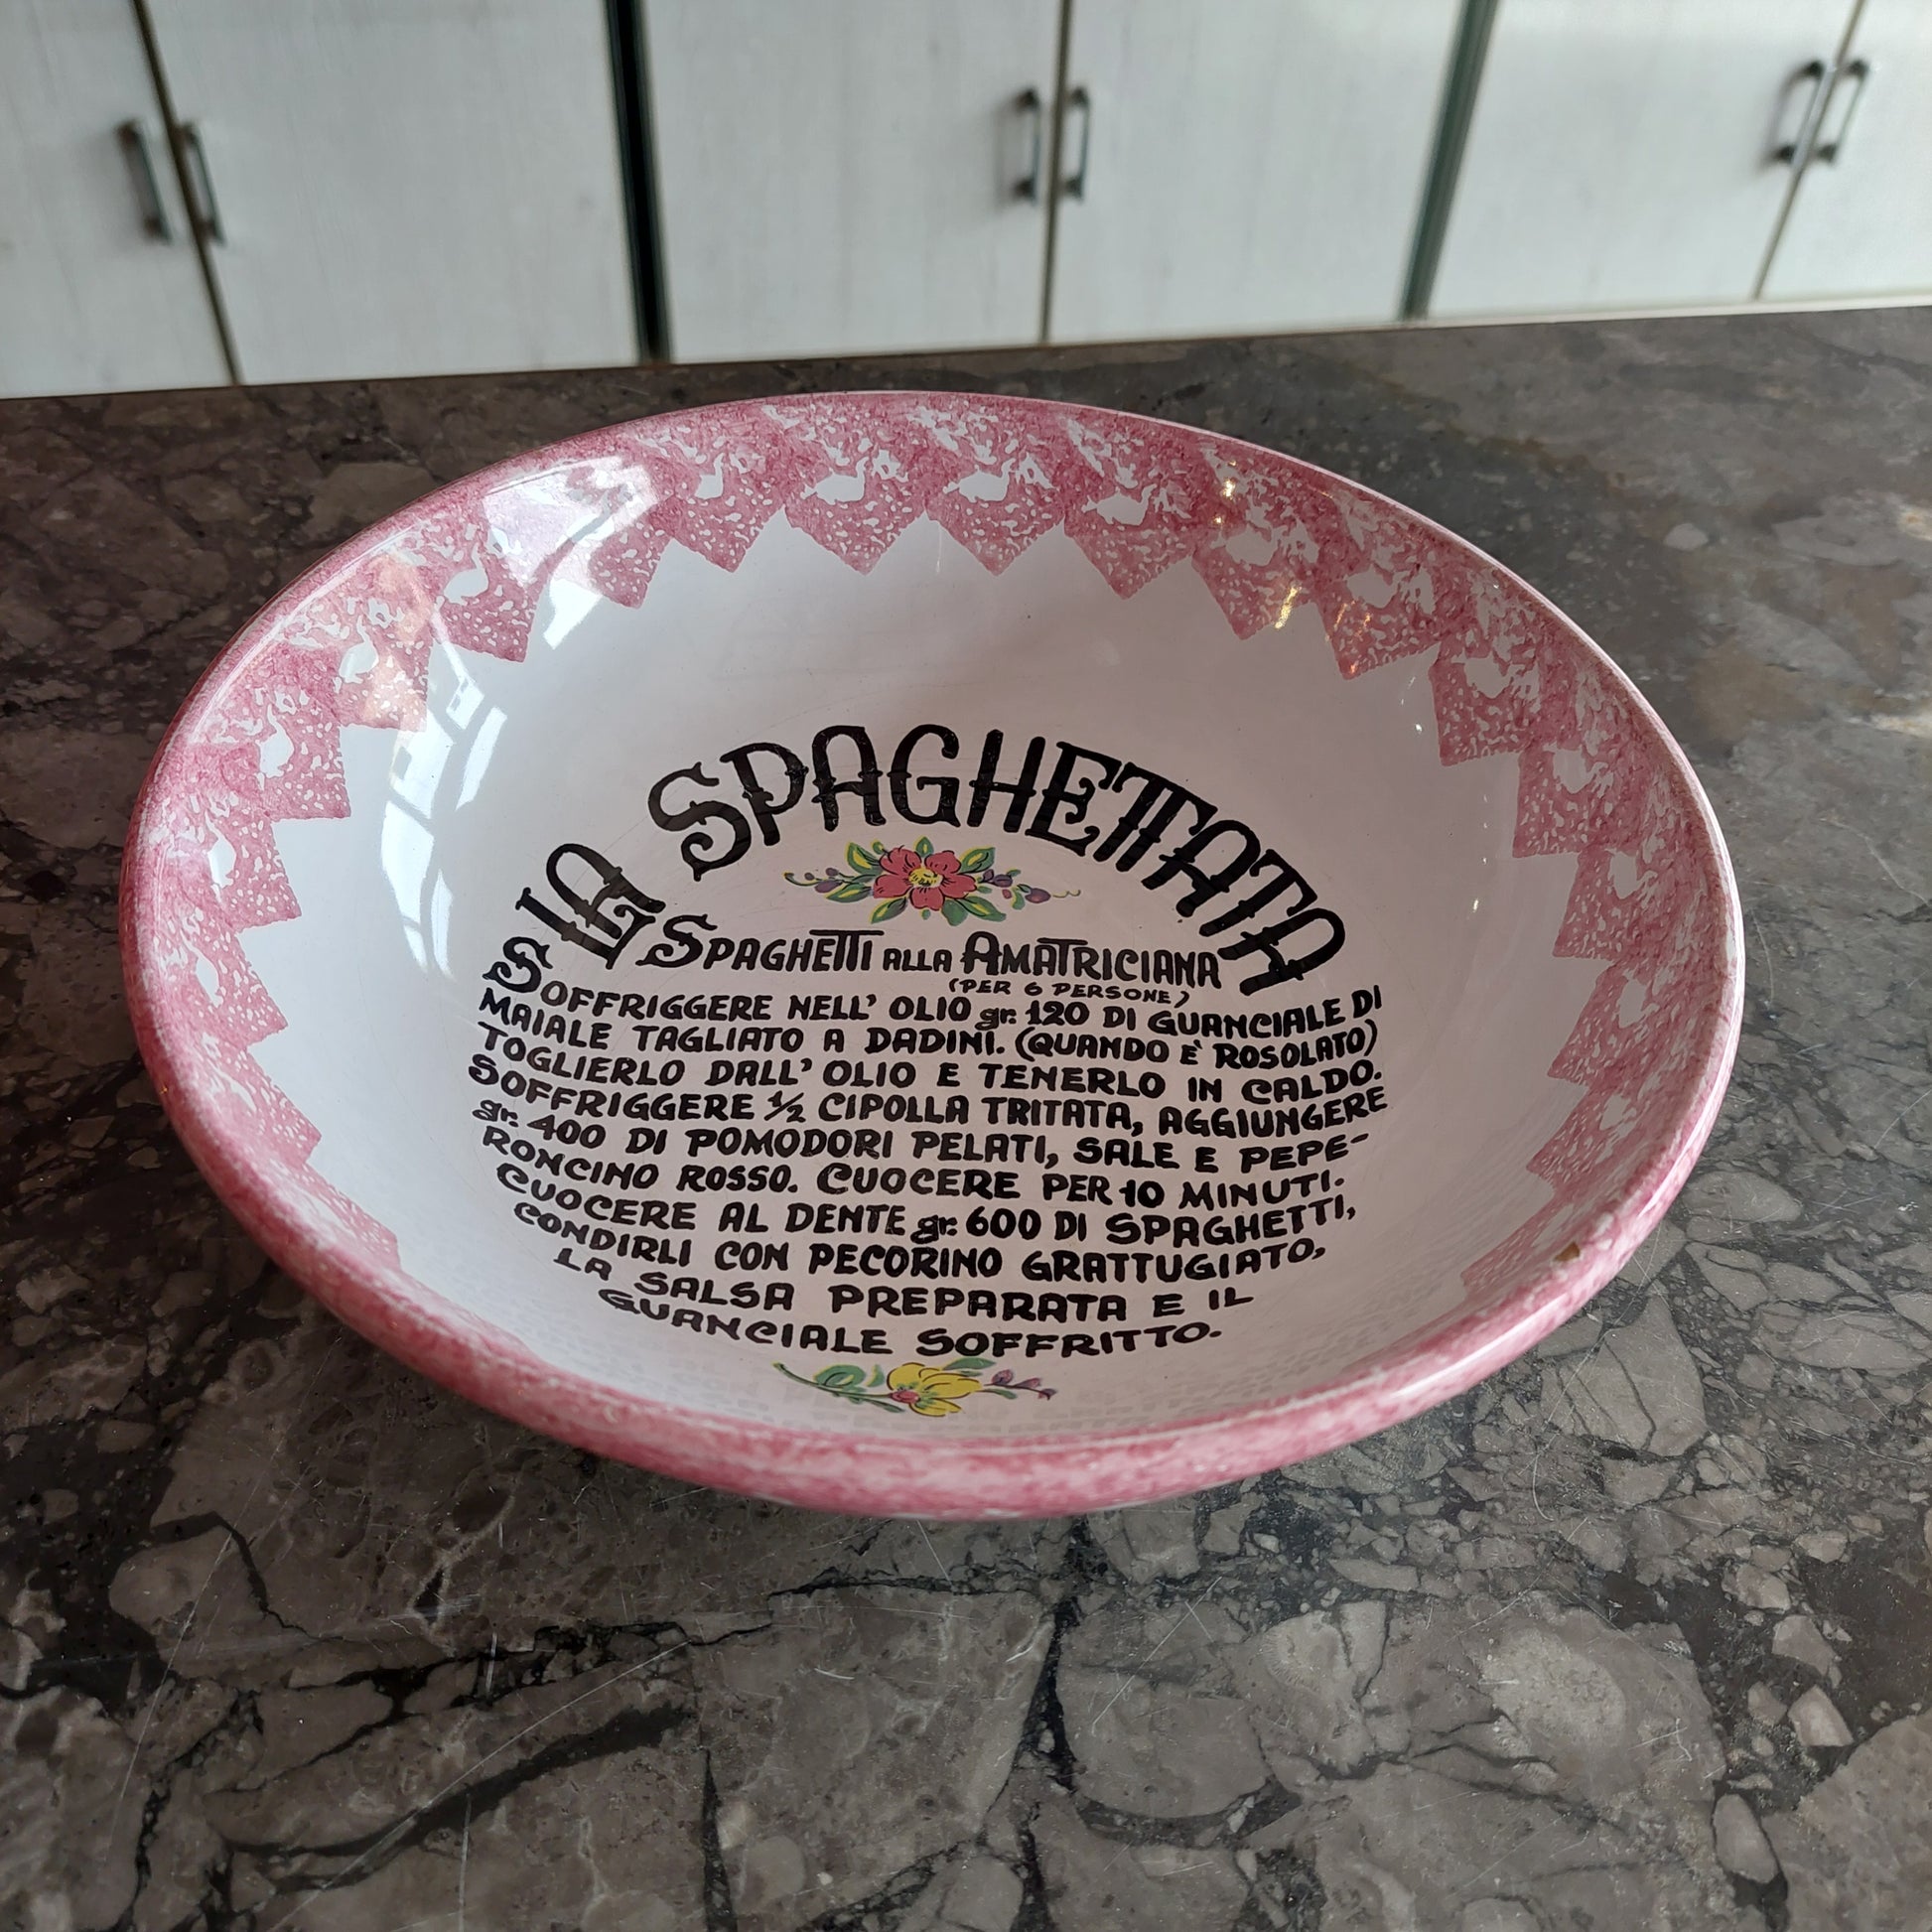 LA SPAGHETTATA
SPAGHETTI ALLA AMATRICIANA
(PER 6 PERSONE)
SOFFRIGGERE NELL' OLIO gr. 120 DI GUANCIALE DI
MAIALE TAGLIATO A DADINI. (QUANDO E' ROSOLATO)
TOGLIERLO DALL' OLIO E TENERLO IN CALDO.
SOFFRIGGERE 1/2 CIPOLLA TRITATA, AGGIUNGERE
gr. 400 DI POMODORI PELATI, SALE E PEPE-
RONCINO ROSSO. CUOCERE PER 10 MINUTI.
CUOCERE AL DENTE gr. 600 DI SPAGHETTI,
CONDIRLI CON PECORINO GRATTUGIATO,
LA SALSA PREPARATA E IL
GUANCIALE SOFFRITTO.